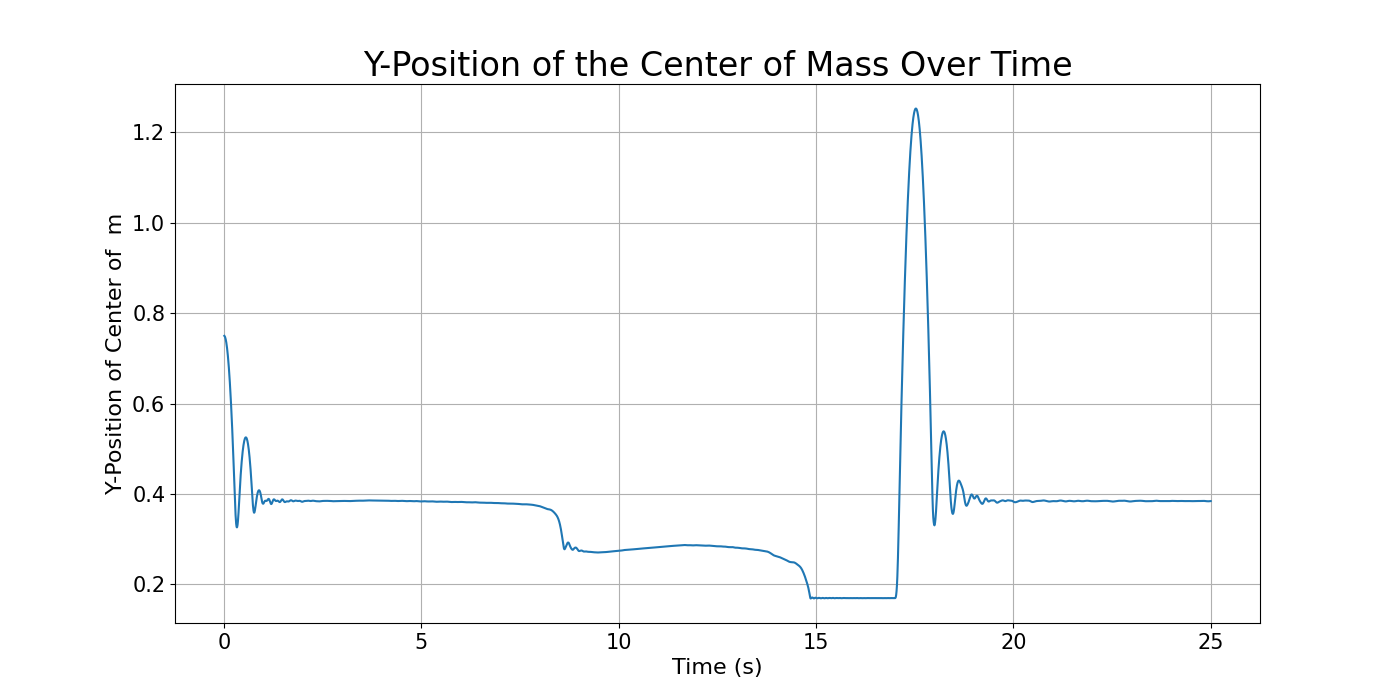 Y-Position of the Center of Mass Over Time
Y-Position of Center of  m
1.2
1.0
0.8
0.6
0.4
0.2
0 5 10 15 20 25
Time (s)